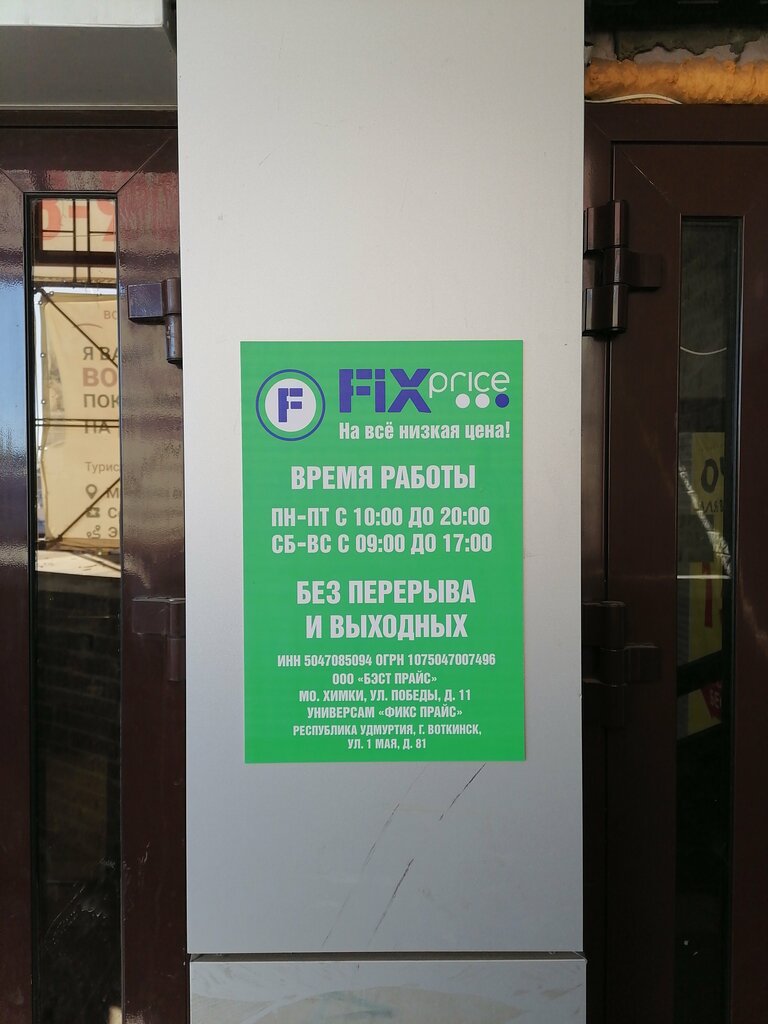 F
FiXprice
На всё низкая цена!
ВРЕМЯ РАБОТЫ
ПН-ПТ С 10:00 ДО 20:00
СБ-ВС С 09:00 ДО 17:00
БЕЗ ПЕРЕРЫВА
И ВЫХОДНЫХ
ИНН 5047085094 ОГРН 1075047007496
ООО «БЭСТ ПРАЙС»
МО. ХИМКИ, УЛ. ПОБЕДЫ, Д. 11
УНИВЕРСАМ «ФИКС ПРАЙС»
РЕСПУБЛИКА УДМУРТИЯ, Г. ВОТКИНСК,
УЛ. 1 МАЯ, Д. 81